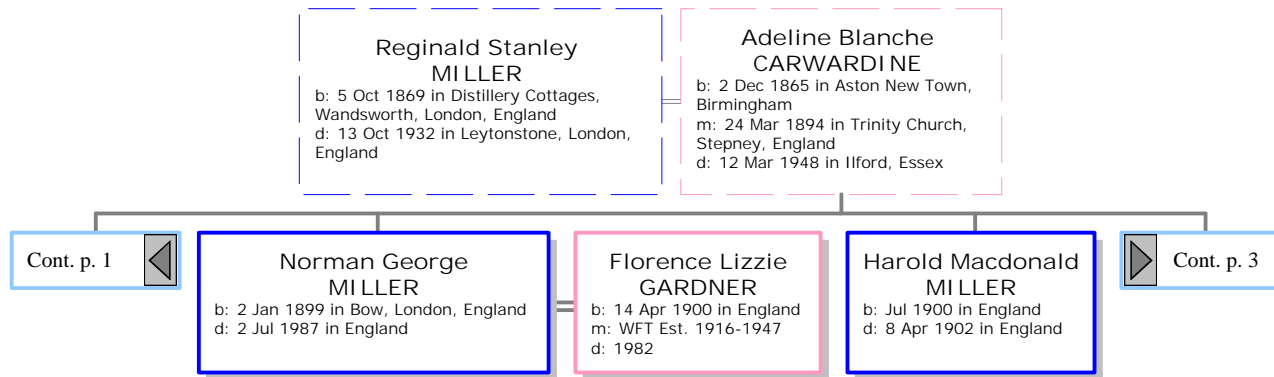 Reginald Stanley
MILLER
b: 5 Oct 1869 in Distillery Cottages,
Wandsworth, London, England
d: 13 Oct 1932 in Leytonstone, London,
England
Adeline Blanche
CARWARDINE
b: 2 Dec 1865 in Aston New Town,
Birmingham
m: 24 Mar 1894 in Trinity Church,
Stepney, England
d: 12 Mar 1948 in Ilford, Essex
Cont. p. 1
Norman George
MILLER
b: 2 Jan 1899 in Bow, London, England
d: 2 Jul 1987 in England
Florence Lizzie
GARDNER
b: 14 Apr 1900 in England
m: WFT Est. 1916-1947
d: 1982
Harold Macdonald
MILLER
b: Jul 1900 in England
d: 8 Apr 1902 in England
Cont. p. 3